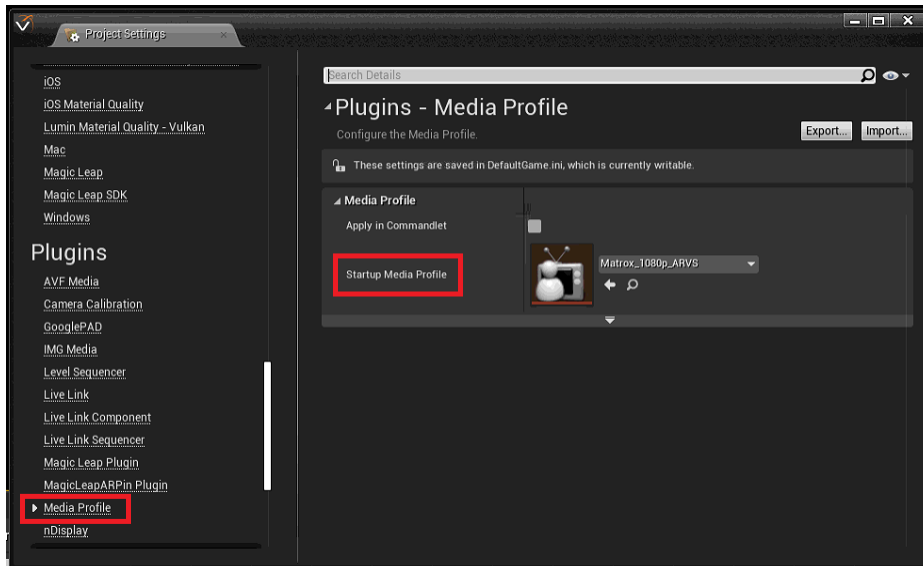 Project Settings
iOS
iOS Material Quality
Lumin Material Quality - Vulkan
Mac
Magic Leap
Magic Leap SDK
Windows
Plugins
AVF Media
Camera Calibration
GooglePAD
IMG Media
Level Sequencer
Live Link
Live Link Component
Live Link Sequencer
Magic Leap Plugin
MagicLeapARPin Plugin
Media Profile
nDisplay
Search Details
Plugins - Media Profile
Configure the Media Profile.
Export...
Import...
These settings are saved in DefaultGame.ini, which is currently writable.
Media Profile
Apply in Commandlet
Startup Media Profile
Matrox_1080p_ARVS